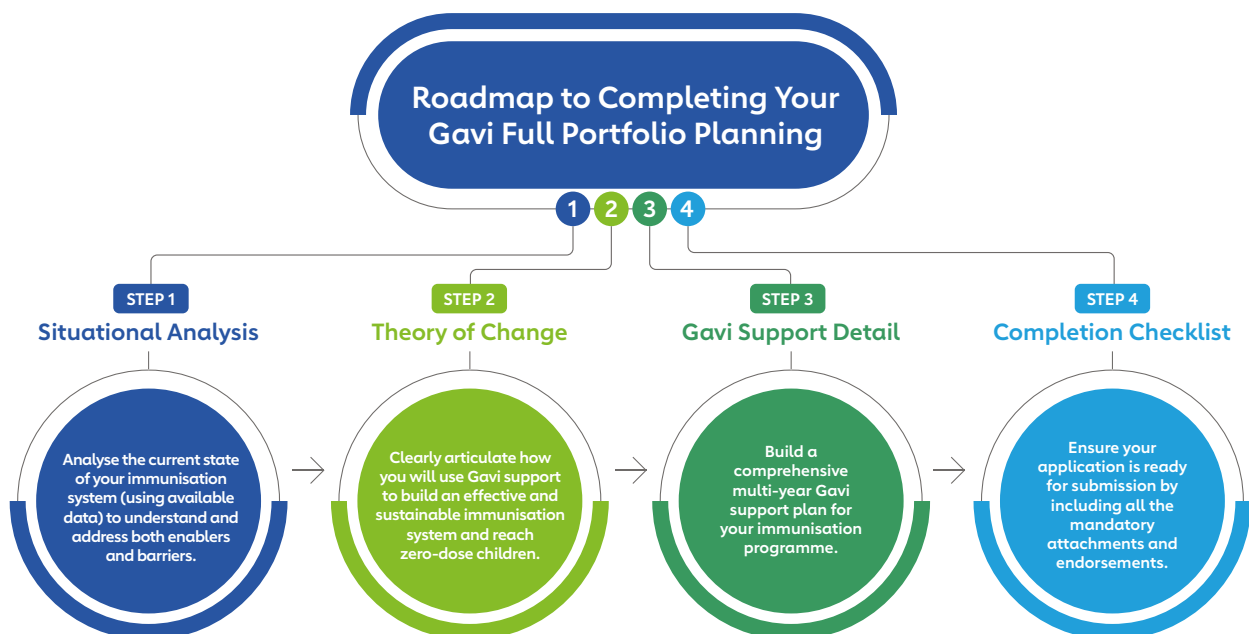 Roadmap to Completing Your
Gavi Full Portfolio Planning
1 2 3 4
STEP 1
Situational Analysis
Analyse the current state
of your immunisation
system (using available
data) to understand and
address both enablers
and barriers.
STEP 2
Theory of Change
Clearly articulate how
you will use Gavi support
to build an effective and
sustainable immunisation
system and reach
zero-dose children.
STEP 3
Gavi Support Detail
Build a
comprehensive
multi-year Gavi
support plan for
your immunisation
programme.
STEP 4
Completion Checklist
Ensure your
application is ready
for submission by
including all the
mandatory
attachments and
endorsements.